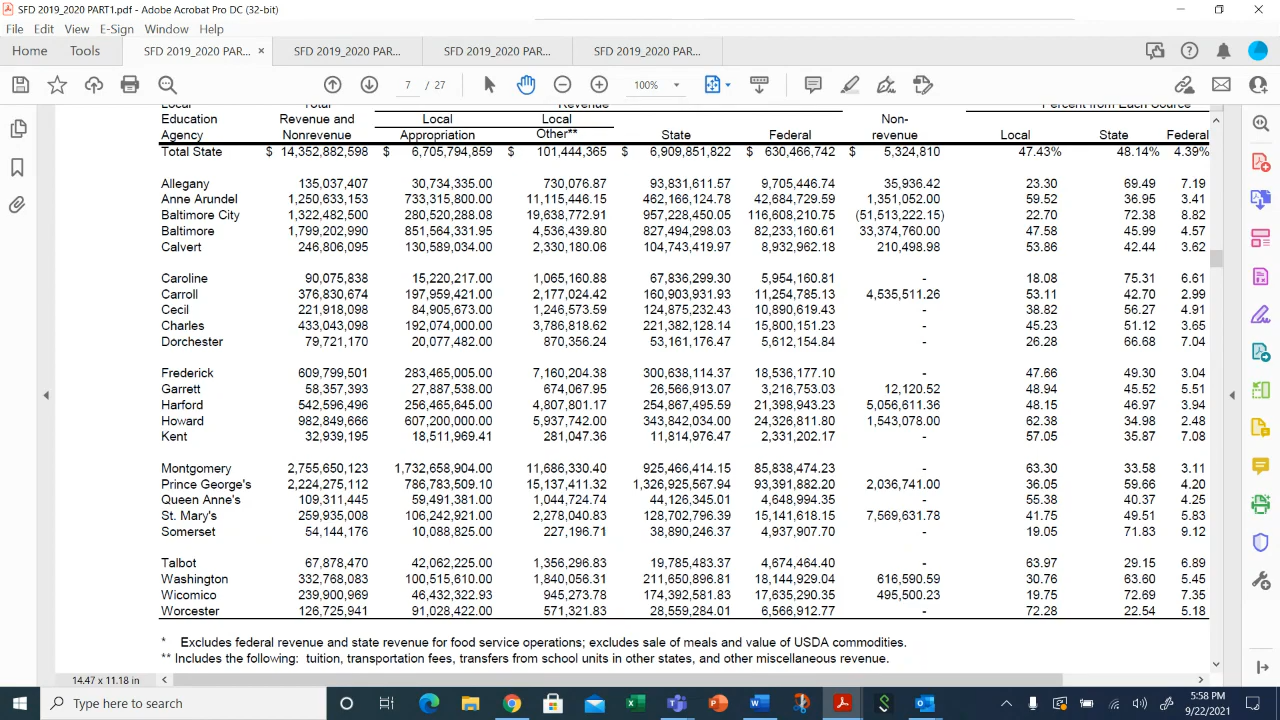 SFD 2019_2020 PART1.pdf - Adobe Acrobat Pro DC (32-bit)
File Edit View E-Sign Window Help
Home Tools SFD 2019_2020 PAR... × SFD 2019_2020 PAR... SFD 2019_2020 PAR... SFD 2019_2020 PAR...
7 / 27 100%
Local Total Revenue Percent from Each Source
Education Revenue and Local Local Non-
Agency Nonrevenue Appropriation Other** State Federal revenue Local State Federal
Total State $ 14,352,882,598 $ 6,705,794,859 $ 101,444,365 $ 6,909,851,822 $ 630,466,742 $ 5,324,810 47.43% 48.14% 4.39%
Allegany 135,037,407 30,734,335.00 730,076.87 93,831,611.57 9,705,446.74 35,936.42 23.30 69.49 7.19
Anne Arundel 1,250,633,153 733,315,800.00 11,115,446.15 462,166,124.78 42,684,729.59 1,351,052.00 59.52 36.95 3.41
Baltimore City 1,322,482,500 280,520,288.08 19,638,772.91 957,228,450.05 116,608,210.75 (51,513,222.15) 22.70 72.38 8.82
Baltimore 1,799,202,990 851,564,331.95 4,536,439.80 827,494,298.03 82,233,160.61 33,374,760.00 47.58 45.99 4.57
Calvert 246,806,095 130,589,034.00 2,330,180.06 104,743,419.97 8,932,962.18 210,498.98 53.86 42.44 3.62
Caroline 90,075,838 15,220,217.00 1,065,160.88 67,836,299.30 5,954,160.81 - 18.08 75.31 6.61
Carroll 376,830,674 197,959,421.00 2,177,024.42 160,903,931.93 11,254,785.13 4,535,511.26 53.11 42.70 2.99
Cecil 221,918,098 84,905,673.00 1,246,573.59 124,875,232.43 10,890,619.43 - 38.82 56.27 4.91
Charles 433,043,098 192,074,000.00 3,786,818.62 221,382,128.14 15,800,151.23 - 45.23 51.12 3.65
Dorchester 79,721,170 20,077,482.00 870,356.24 53,161,176.47 5,612,154.84 - 26.28 66.68 7.04
Frederick 609,799,501 283,465,005.00 7,160,204.38 300,638,114.37 18,536,177.10 - 47.66 49.30 3.04
Garrett 58,357,393 27,887,538.00 674,067.95 26,566,913.07 3,216,753.03 12,120.52 48.94 45.52 5.51
Harford 542,596,496 256,465,645.00 4,807,801.17 254,867,495.59 21,398,943.23 5,056,611.36 48.15 46.97 3.94
Howard 982,849,666 607,200,000.00 5,937,742.00 343,842,034.00 24,326,811.80 1,543,078.00 62.38 34.98 2.48
Kent 32,939,195 18,511,969.41 281,047.36 11,814,976.47 2,331,202.17 - 57.05 35.87 7.08
Montgomery 2,755,650,123 1,732,658,904.00 11,686,330.40 925,466,414.15 85,838,474.23 - 63.30 33.58 3.11
Prince George's 2,224,275,112 786,783,509.10 15,137,411.32 1,326,925,567.94 93,391,882.20 2,036,741.00 36.05 59.66 4.20
Queen Anne's 109,311,445 59,491,381.00 1,044,724.74 44,126,345.01 4,648,994.35 - 55.38 40.37 4.25
St. Mary's 259,935,008 106,242,921.00 2,278,040.83 128,702,796.39 15,141,618.15 7,569,631.78 41.75 49.51 5.83
Somerset 54,144,176 10,088,825.00 227,196.71 38,890,246.37 4,937,907.70 - 19.05 71.83 9.12
Talbot 67,878,470 42,062,225.00 1,356,296.83 19,785,483.37 4,674,464.40 63.97 29.15 6.89
Washington 332,768,083 100,515,610.00 1,840,056.31 211,650,896.81 18,144,929.04 616,590.59 30.76 63.60 5.45
Wicomico 239,900,969 46,432,322.93 945,273.78 174,392,581.83 17,635,290.35 495,500.23 19.75 72.69 7.35
Worcester 126,725,941 91,028,422.00 571,321.83 28,559,284.01 6,566,912.77 - 72.28 22.54 5.18
* Excludes federal revenue and state revenue for food service operations; excludes sale of meals and value of USDA commodities.
** Includes the following: tuition, transportation fees, transfers from school units in other states, and other miscellaneous revenue.
14.47 x 11.18 in
Type here to search
5:58 PM
9/22/2021